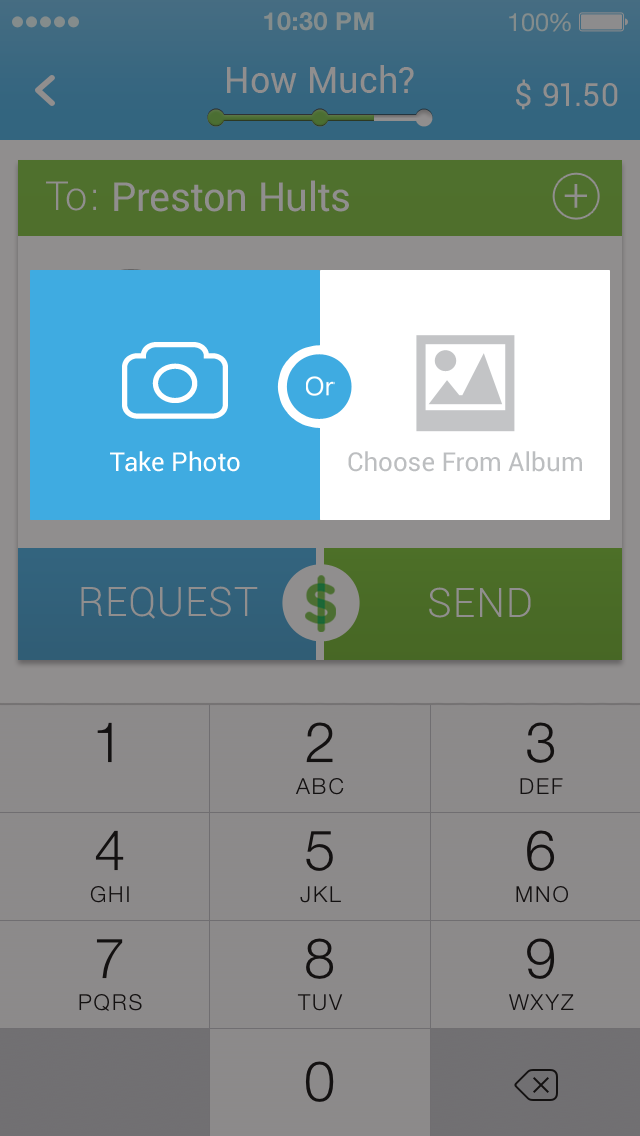 10:30 PM 100%
How Much? $ 91.50
To: Preston Hults
Or
Take Photo Choose From Album
REQUEST $ SEND
1 2 3
ABC DEF
4 5 6
GHI JKL MNO
7 8 9
PQRS TUV WXYZ
0